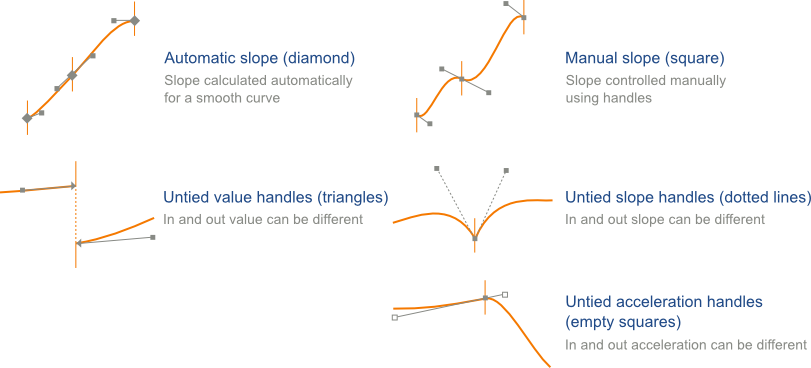 Automatic slope (diamond)
Slope calculated automatically
for a smooth curve
Manual slope (square)
Slope controlled manually
using handles
Untied value handles (triangles)
In and out value can be different
Untied slope handles (dotted lines)
In and out slope can be different
Untied acceleration handles
(empty squares)
In and out acceleration can be different